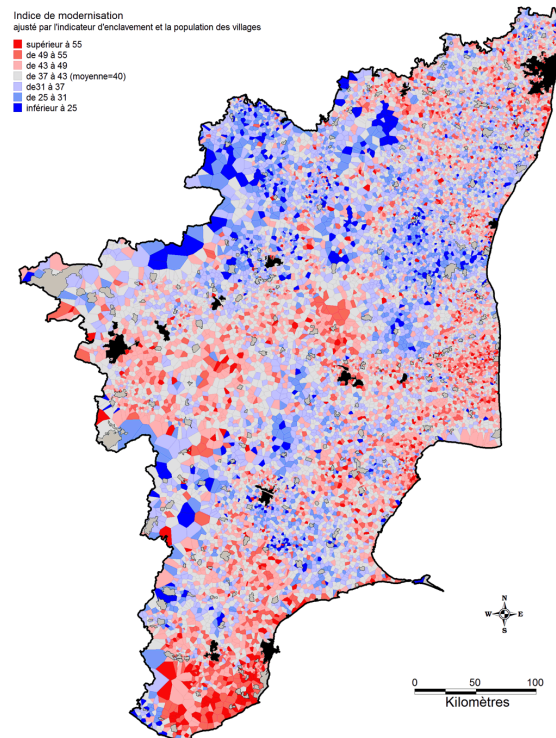 Indice de modernisation
ajusté par l'indicateur d'enclavement et la population des villages
supérieur à 55
de 49 à 55
de 43 à 49
de 37 à 43 (moyenne=40)
de31 à 37
de 25 à 31
inférieur à 25
N
W E
S
0 50 100
Kilomètres